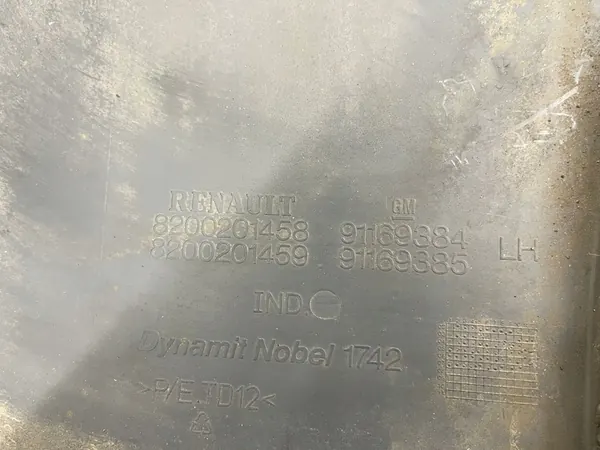 RENAULT GM
8200201458 91169384
8200201459 91169385 LH
IND.C
Dynamit Nobel 1742
>P/E.TD12<